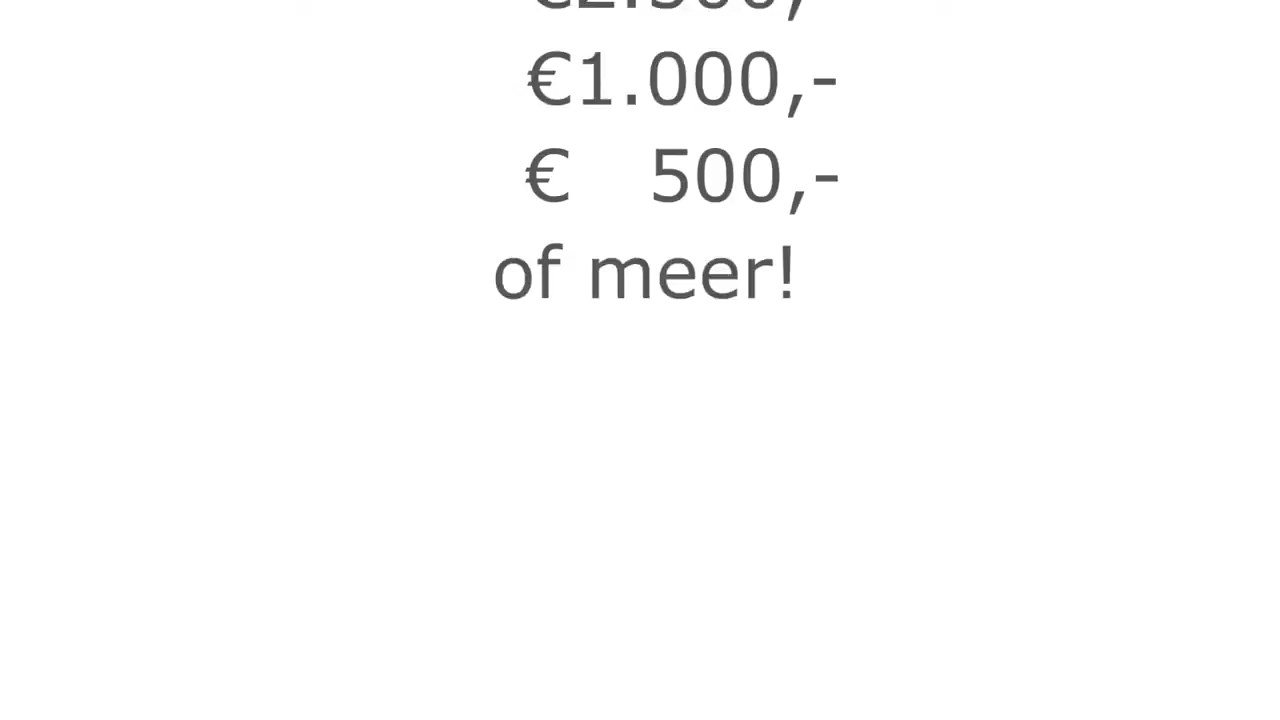 €1.000,-
€   500,-
of meer!